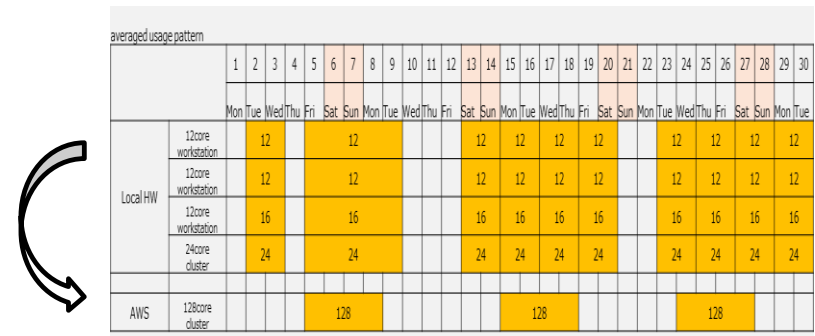 averaged usage pattern
1 2 3 4 5 6 7 8 9 10 11 12 13 14 15 16 17 18 19 20 21 22 23 24 25 26 27 28 29 30
Mon Tue Wed Thu Fri Sat Sun Mon Tue Wed Thu Fri Sat Sun Mon Tue Wed Thu Fri Sat Sun Mon Tue Wed Thu Fri Sat Sun Mon Tue
Local HW
12core
workstation
12 12 12 12 12 12 12 12 12 12
12core
workstation
12 12 12 12 12 12 12 12 12 12
12core
workstation
16 16 16 16 16 16 16 16 16 16
24core
cluster
24 24 24 24 24 24 24 24 24 24
AWS
128core
cluster
128 128 128